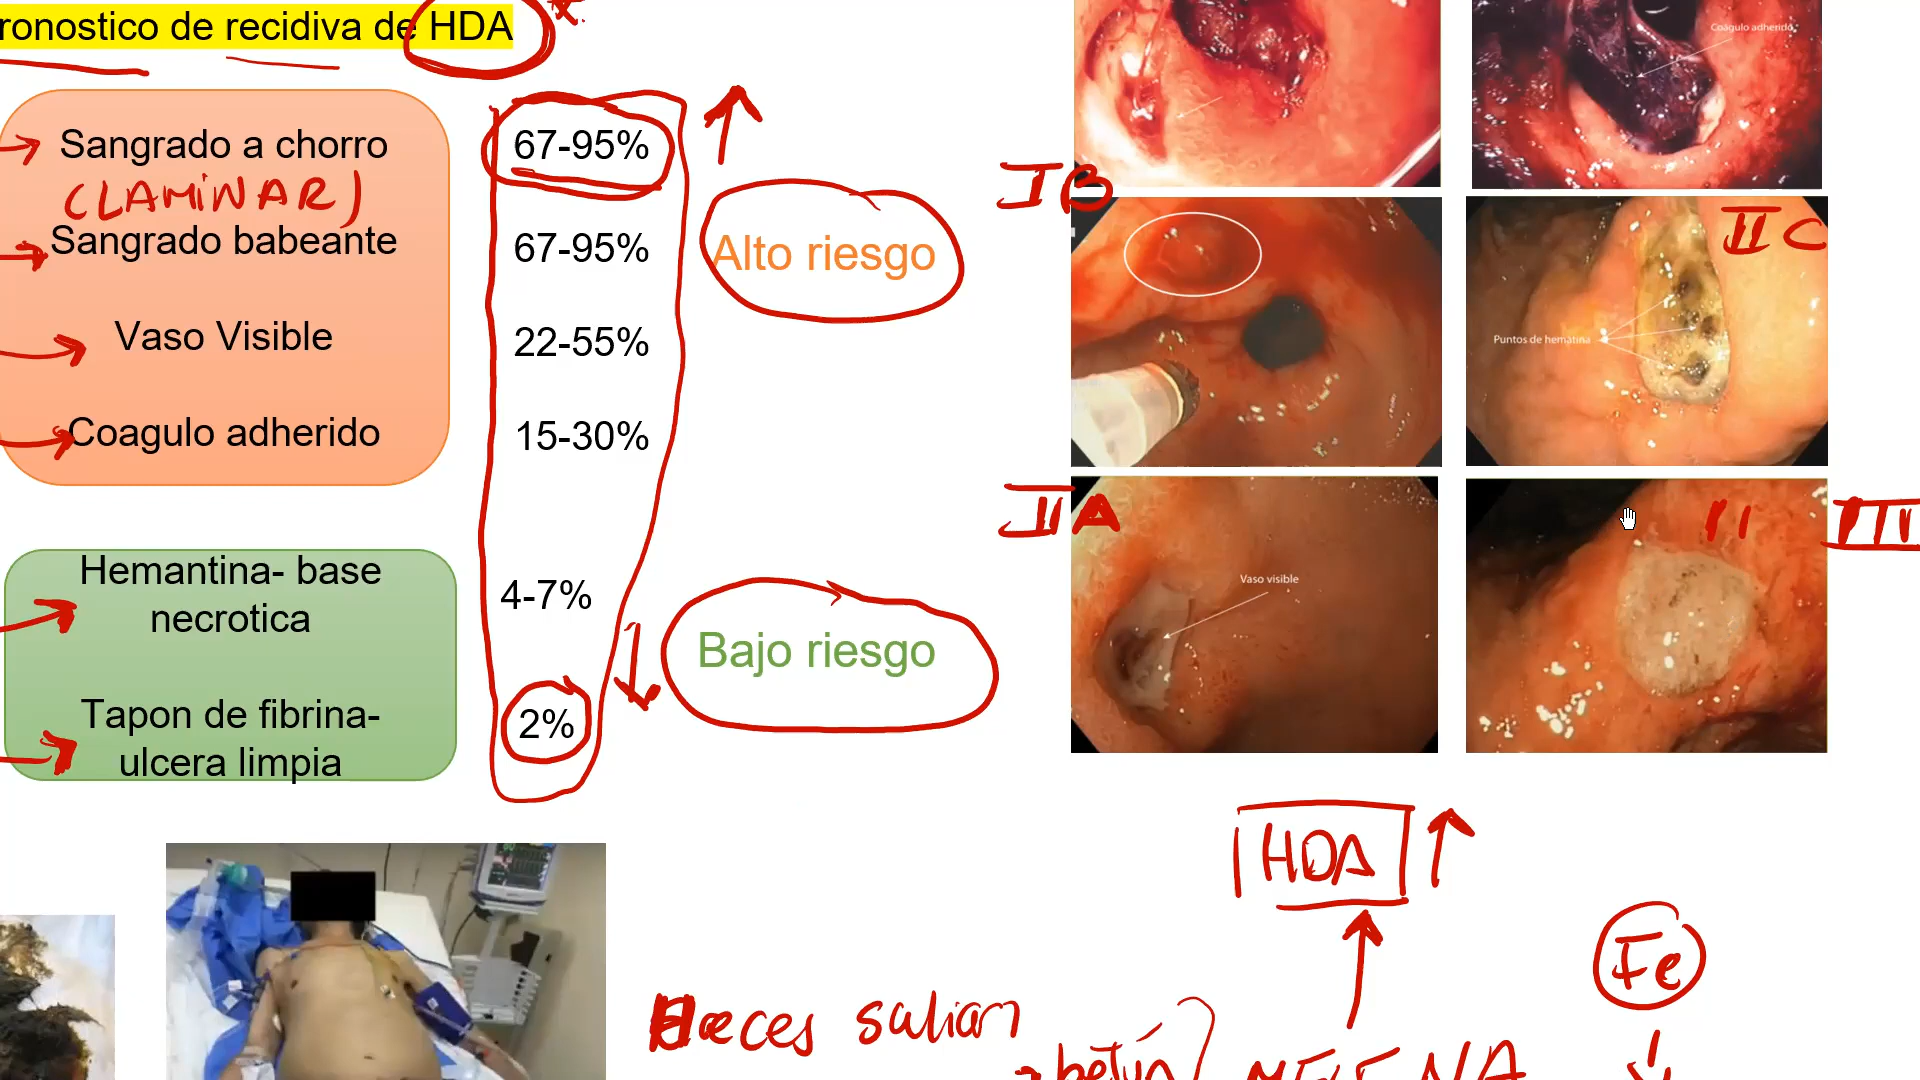 ronostico de recidiva de HDA
Sangrado a chorro
(LAMINAR)
Sangrado babeante
Vaso Visible
Coagulo adherido
67-95%
67-95%
22-55%
15-30%
Alto riesgo
Hemantina- base
necrotica
Tapon de fibrina-
ulcera limpia
4-7%
2%
Bajo riesgo
Coagulo adherido
IB
IIC
Puntos de hematina
IIA
Vaso visible
III
HDA
Fe
Heces salian
betún
MELENA